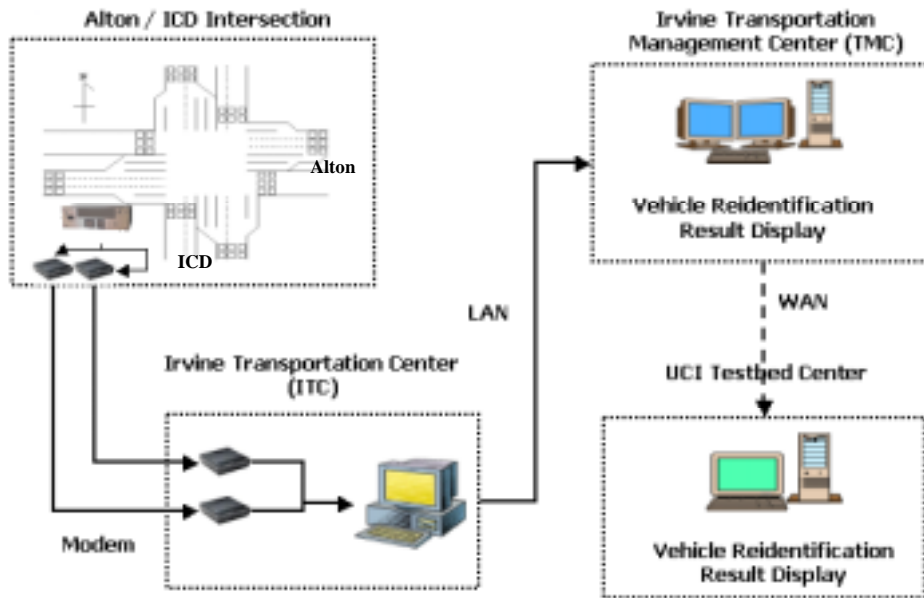 Alton / ICD Intersection
Irvine Transportation
Management Center (TMC)
Alton
ICD
Vehicle Reidentification
Result Display
LAN
WAN
Irvine Transportation Center
(ITC)
UCI Testbed Center
Modem
Vehicle Reidentification
Result Display